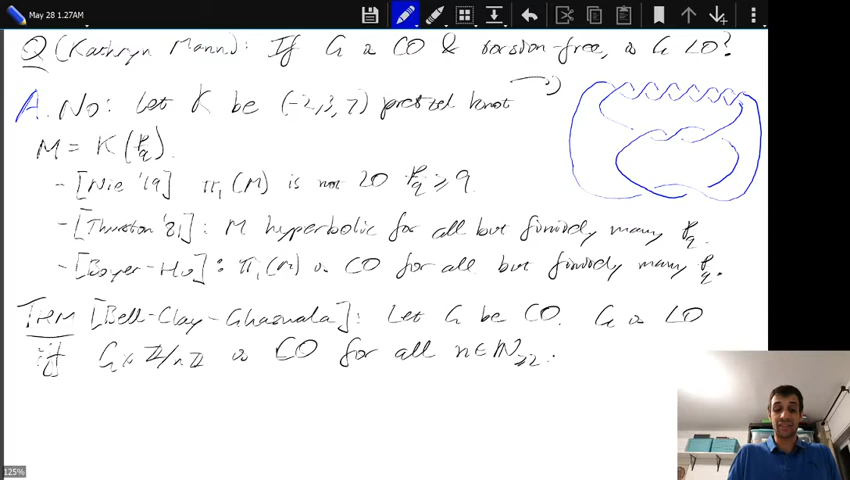 May 28 1.27AM
Q (Kathryn Mann): If G is CO & torsion-free, is G LO?
A. No: Let K be (-2,3,7) pretzel knot
M = K(p/q).
- [Nie '19] π₁(M) is not LO p/q ≥ 9.
- [Thurston '21]: M hyperbolic for all but finitely many p/q.
- [Boyer-Hu]: π₁(M) is CO for all but finitely many p/q.
Thm [Bell-Clay-Ghaswala]: Let G be CO. G is LO
iff G × ℤ/nℤ is CO for all n ∈ ℕ≥2.
125%